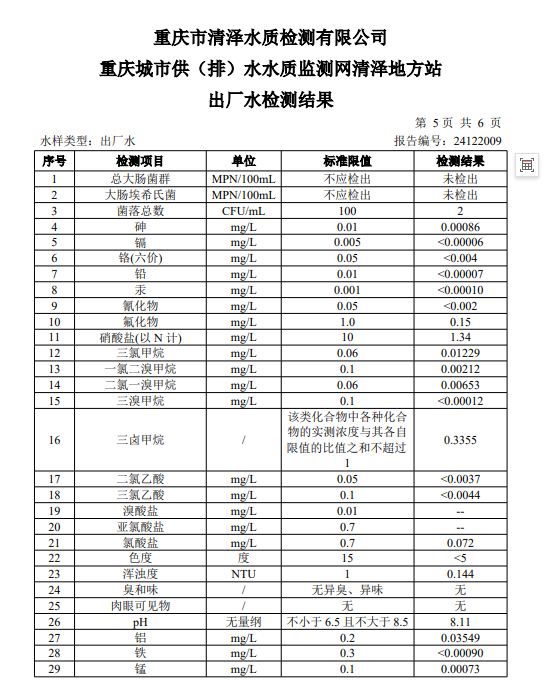 重庆市清泽水质检测有限公司
重庆城市供（排）水水质监测网清泽地方站
出厂水检测结果
第 5 页 共 6 页
水样类型：出厂水 报告编号：24122009
序号 检测项目 单位 标准限值 检测结果
1 总大肠菌群 MPN/100mL 不应检出 未检出
2 大肠埃希氏菌 MPN/100mL 不应检出 未检出
3 菌落总数 CFU/mL 100 2
4 砷 mg/L 0.01 0.00086
5 镉 mg/L 0.005 <0.00006
6 铬(六价) mg/L 0.05 <0.004
7 铅 mg/L 0.01 <0.00007
8 汞 mg/L 0.001 <0.00010
9 氰化物 mg/L 0.05 <0.002
10 氟化物 mg/L 1.0 0.15
11 硝酸盐(以 N 计) mg/L 10 1.34
12 三氯甲烷 mg/L 0.06 0.01229
13 一氯二溴甲烷 mg/L 0.1 0.00212
14 二氯一溴甲烷 mg/L 0.06 0.00653
15 三溴甲烷 mg/L 0.1 <0.00012
16 三卤甲烷 / 该类化合物中各种化合
物的实测浓度与其各自
限值的比值之和不超过
1 0.3355
17 二氯乙酸 mg/L 0.05 <0.0037
18 三氯乙酸 mg/L 0.1 <0.0044
19 溴酸盐 mg/L 0.01 --
20 亚氯酸盐 mg/L 0.7 --
21 氯酸盐 mg/L 0.7 0.072
22 色度 度 15 <5
23 浑浊度 NTU 1 0.144
24 臭和味 / 无异臭、异味 无
25 肉眼可见物 / 无 无
26 pH 无量纲 不小于 6.5 且不大于 8.5 8.11
27 铝 mg/L 0.2 0.03549
28 铁 mg/L 0.3 <0.00090
29 锰 mg/L 0.1 0.00073